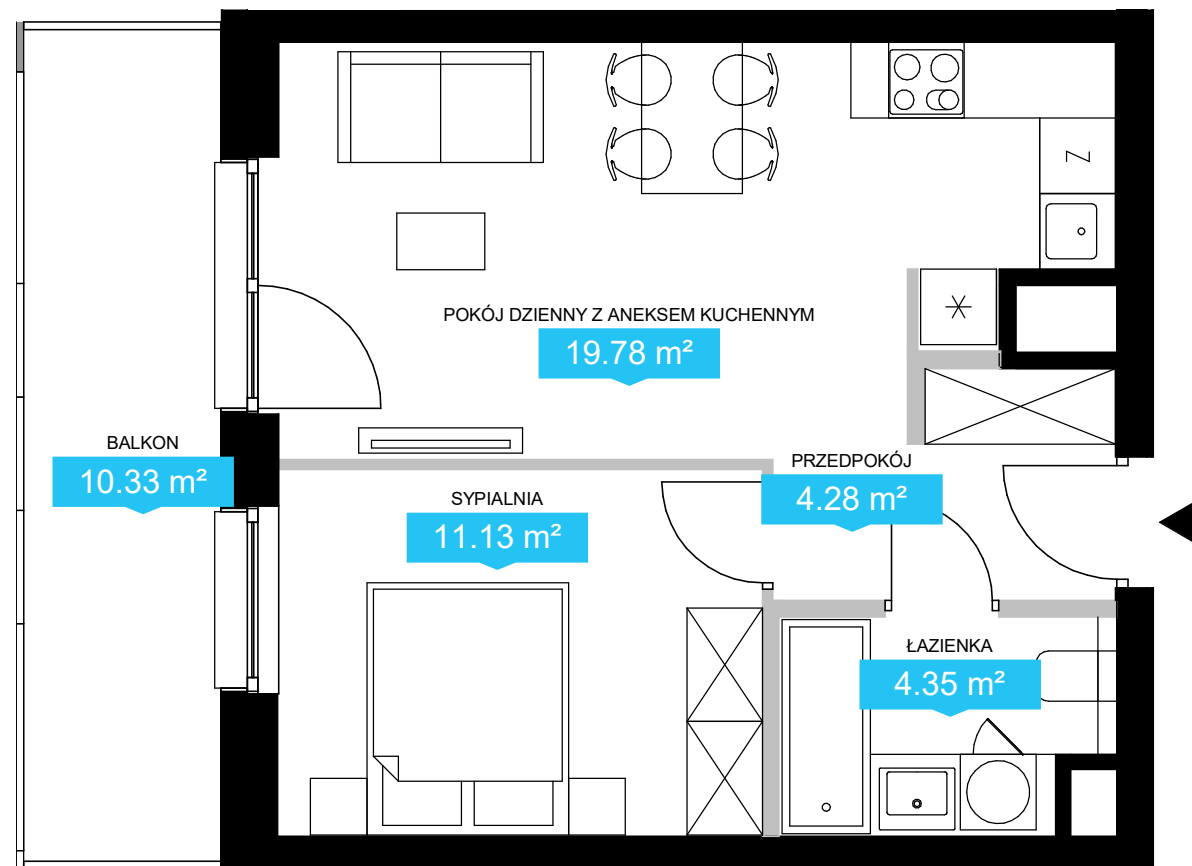 Z
POKÓJ DZIENNY Z ANEKSEM KUCHENNYM
19.78 m²
BALKON
10.33 m²
PRZEDPOKÓJ
4.28 m²
SYPIALNIA
11.13 m²
ŁAZIENKA
4.35 m²